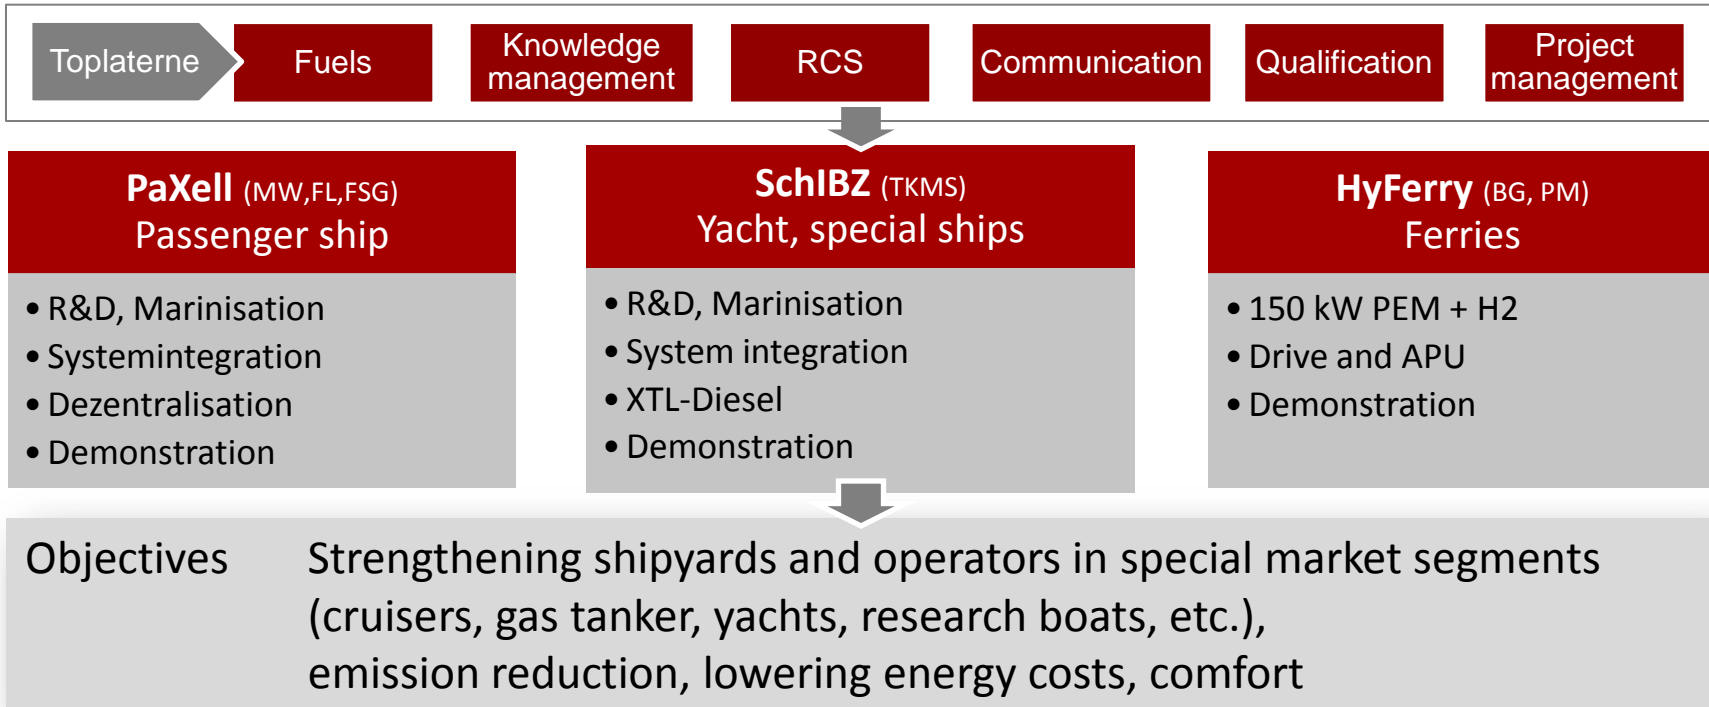 Toplaterne
Fuels
Knowledge
management
RCS
Communication
Qualification
Project
management
PaXell (MW,FL,FSG)
Passenger ship
• R&D, Marinisation
• Systemintegration
• Dezentralisation
• Demonstration
SchIBZ (TKMS)
Yacht, special ships
• R&D, Marinisation
• System integration
• XTL-Diesel
• Demonstration
HyFerry (BG, PM)
Ferries
• 150 kW PEM + H2
• Drive and APU
• Demonstration
Objectives Strengthening shipyards and operators in special market segments
(cruisers, gas tanker, yachts, research boats, etc.),
emission reduction, lowering energy costs, comfort